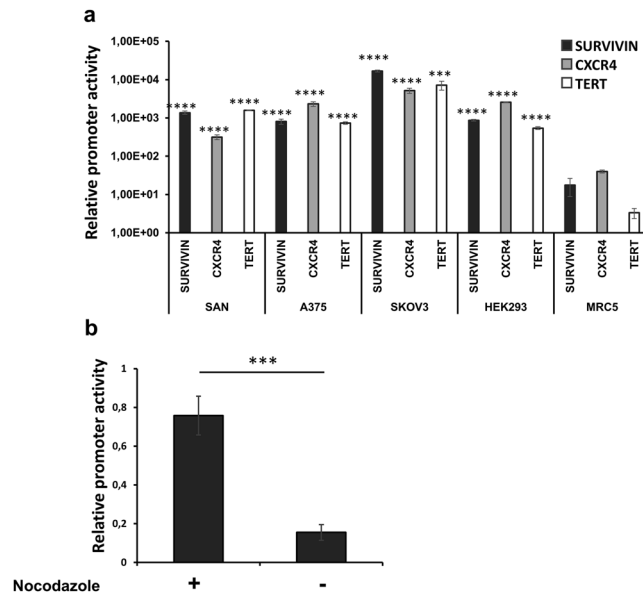 a
Relative promoter activity
1,00E+05
1,00E+04
1,00E+03
1,00E+02
1,00E+01
1,00E+00
**** **** **** **** **** **** **** **** *** **** **** ****
SURVIVIN
CXCR4
TERT
SURVIVIN CXCR4 TERT SURVIVIN CXCR4 TERT SURVIVIN CXCR4 TERT SURVIVIN CXCR4 TERT SURVIVIN CXCR4 TERT
SAN A375 SKOV3 HEK293 MRC5
b
Relative promoter activity
1
0,8
0,6
0,4
0,2
0
***
Nocodazole + -